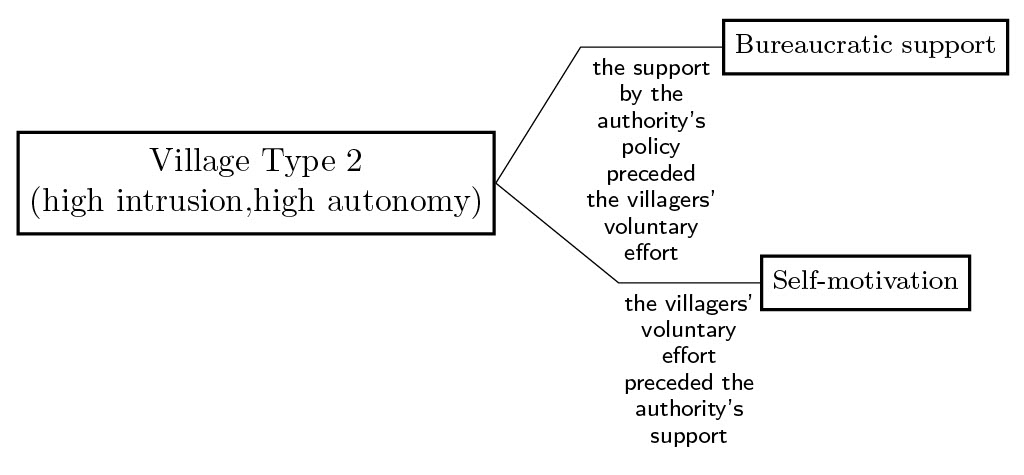 Bureaucratic support
the support
by the
authority's
policy
preceded
the villagers'
voluntary
effort
Village Type 2
(high intrusion,high autonomy)
Self-motivation
the villagers'
voluntary
effort
preceded the
authority's
support